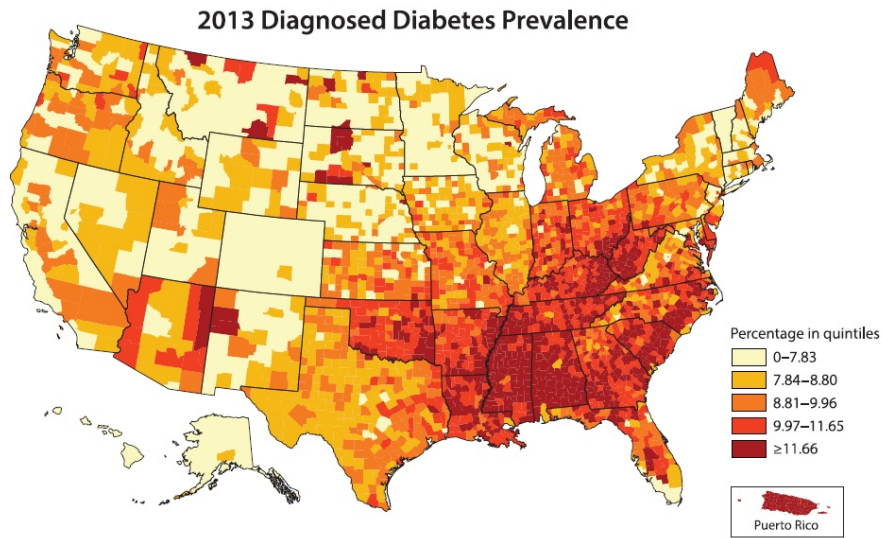 2013 Diagnosed Diabetes Prevalence
Percentage in quintiles
0–7.83
7.84–8.80
8.81–9.96
9.97–11.65
≥11.66
Puerto Rico